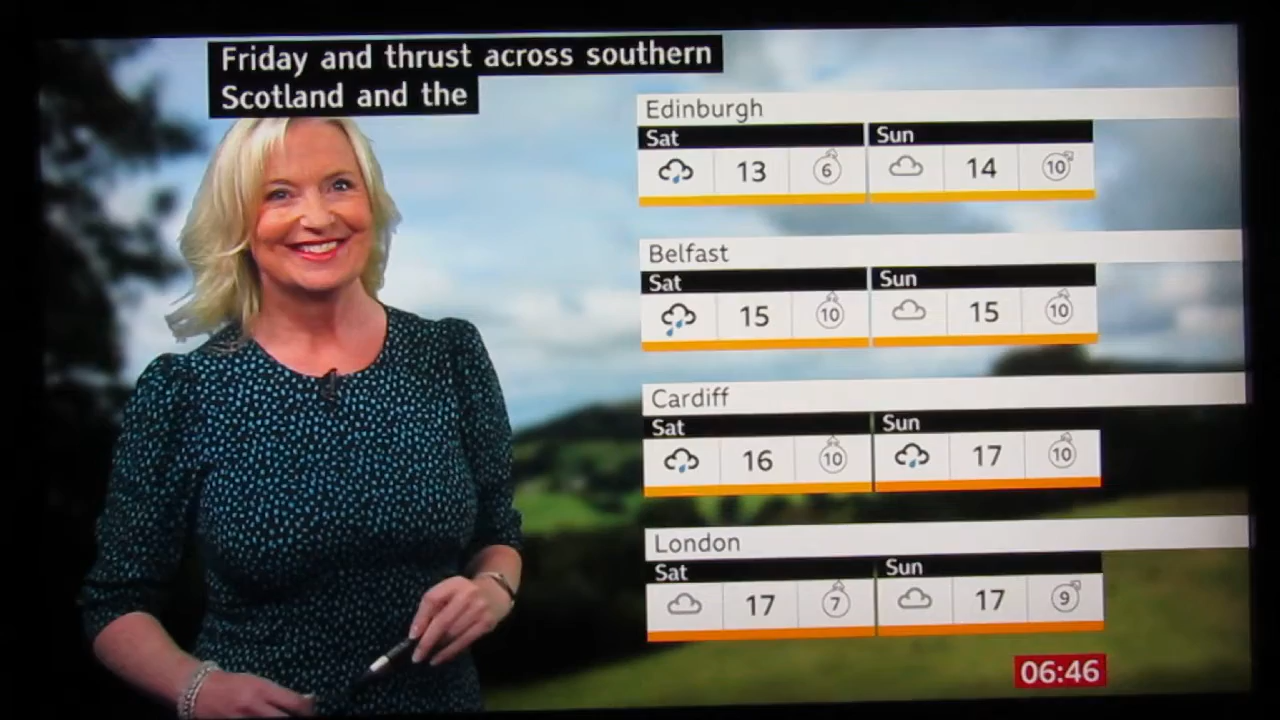 Friday and thrust across southern
Scotland and the
Edinburgh
Sat Sun
13 6 14 10
Belfast
Sat Sun
15 10 15 10
Cardiff
Sat Sun
16 10 17 10
London
Sat Sun
17 7 17 9
06:46